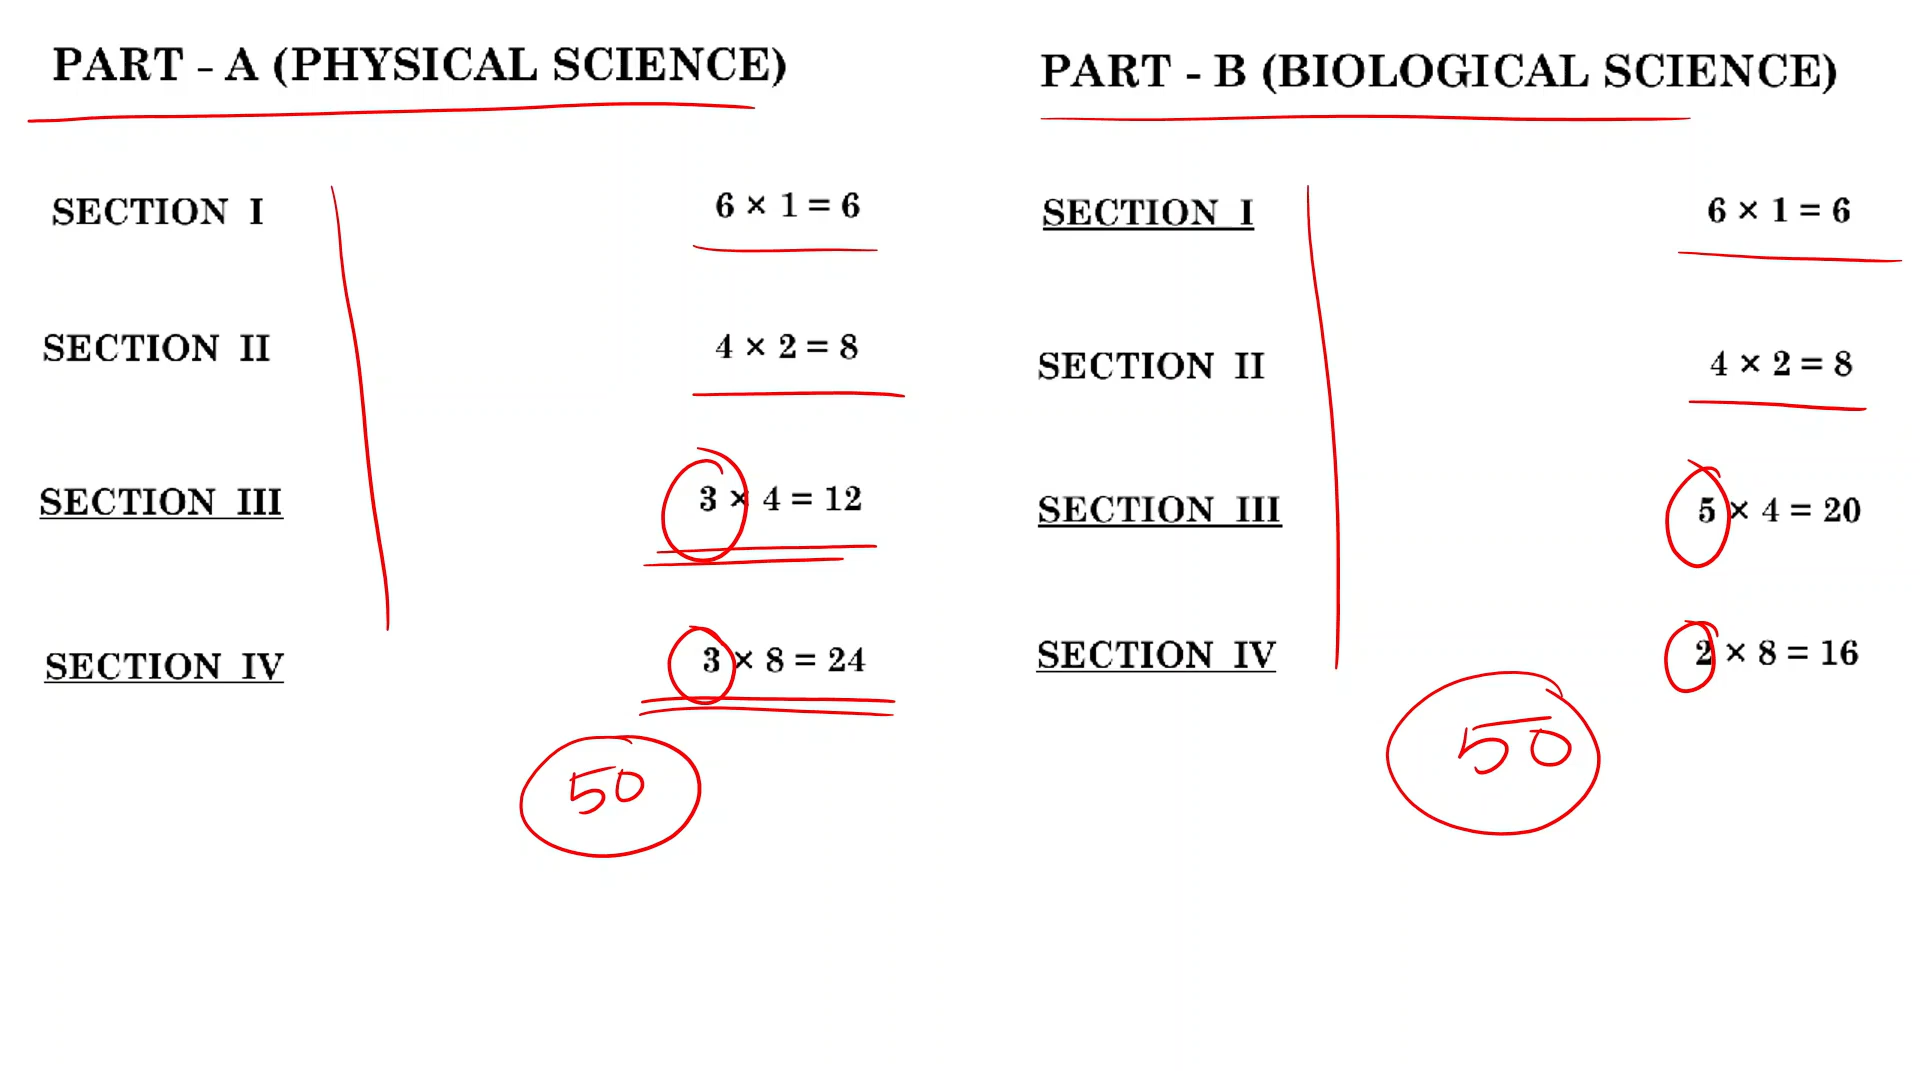 PART - A (PHYSICAL SCIENCE)
SECTION I 6 × 1 = 6
SECTION II 4 × 2 = 8
SECTION III 3 × 4 = 12
SECTION IV 3 × 8 = 24
50
PART - B (BIOLOGICAL SCIENCE)
SECTION I 6 × 1 = 6
SECTION II 4 × 2 = 8
SECTION III 5 × 4 = 20
SECTION IV 2 × 8 = 16
50